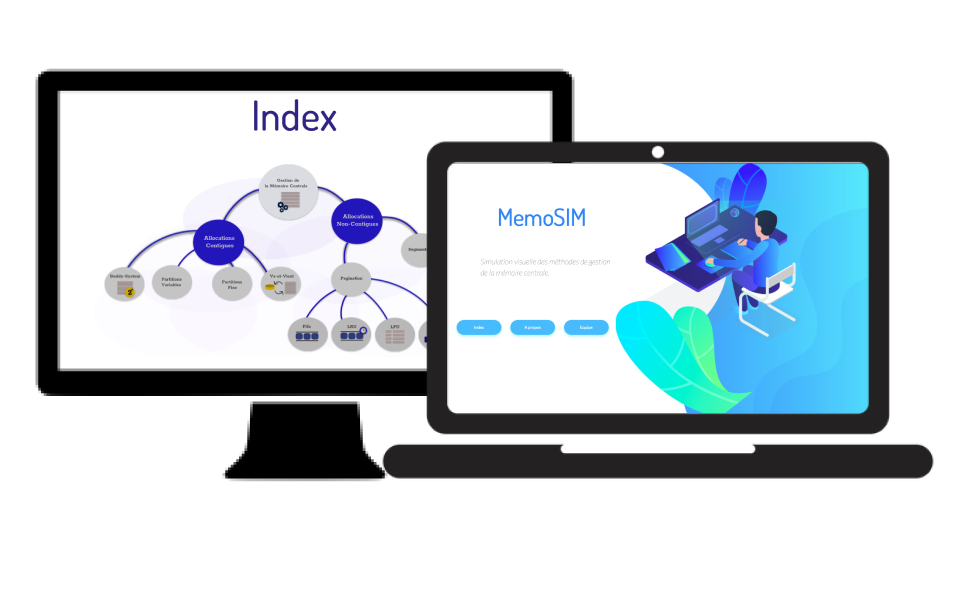 Index
Gestion de
la Mémoire Centrale
Allocations
Non-Contigues
Allocations
Contigues
Buddy-System
Partitions
Variables
Partitions
Fixe
Va-et-Vient
Pagination
Fifo
LRU
LFU
MemoSIM
Simulation visuelle des méthodes de gestion
de la mémoire centrale.
Index
A propos
Equipe